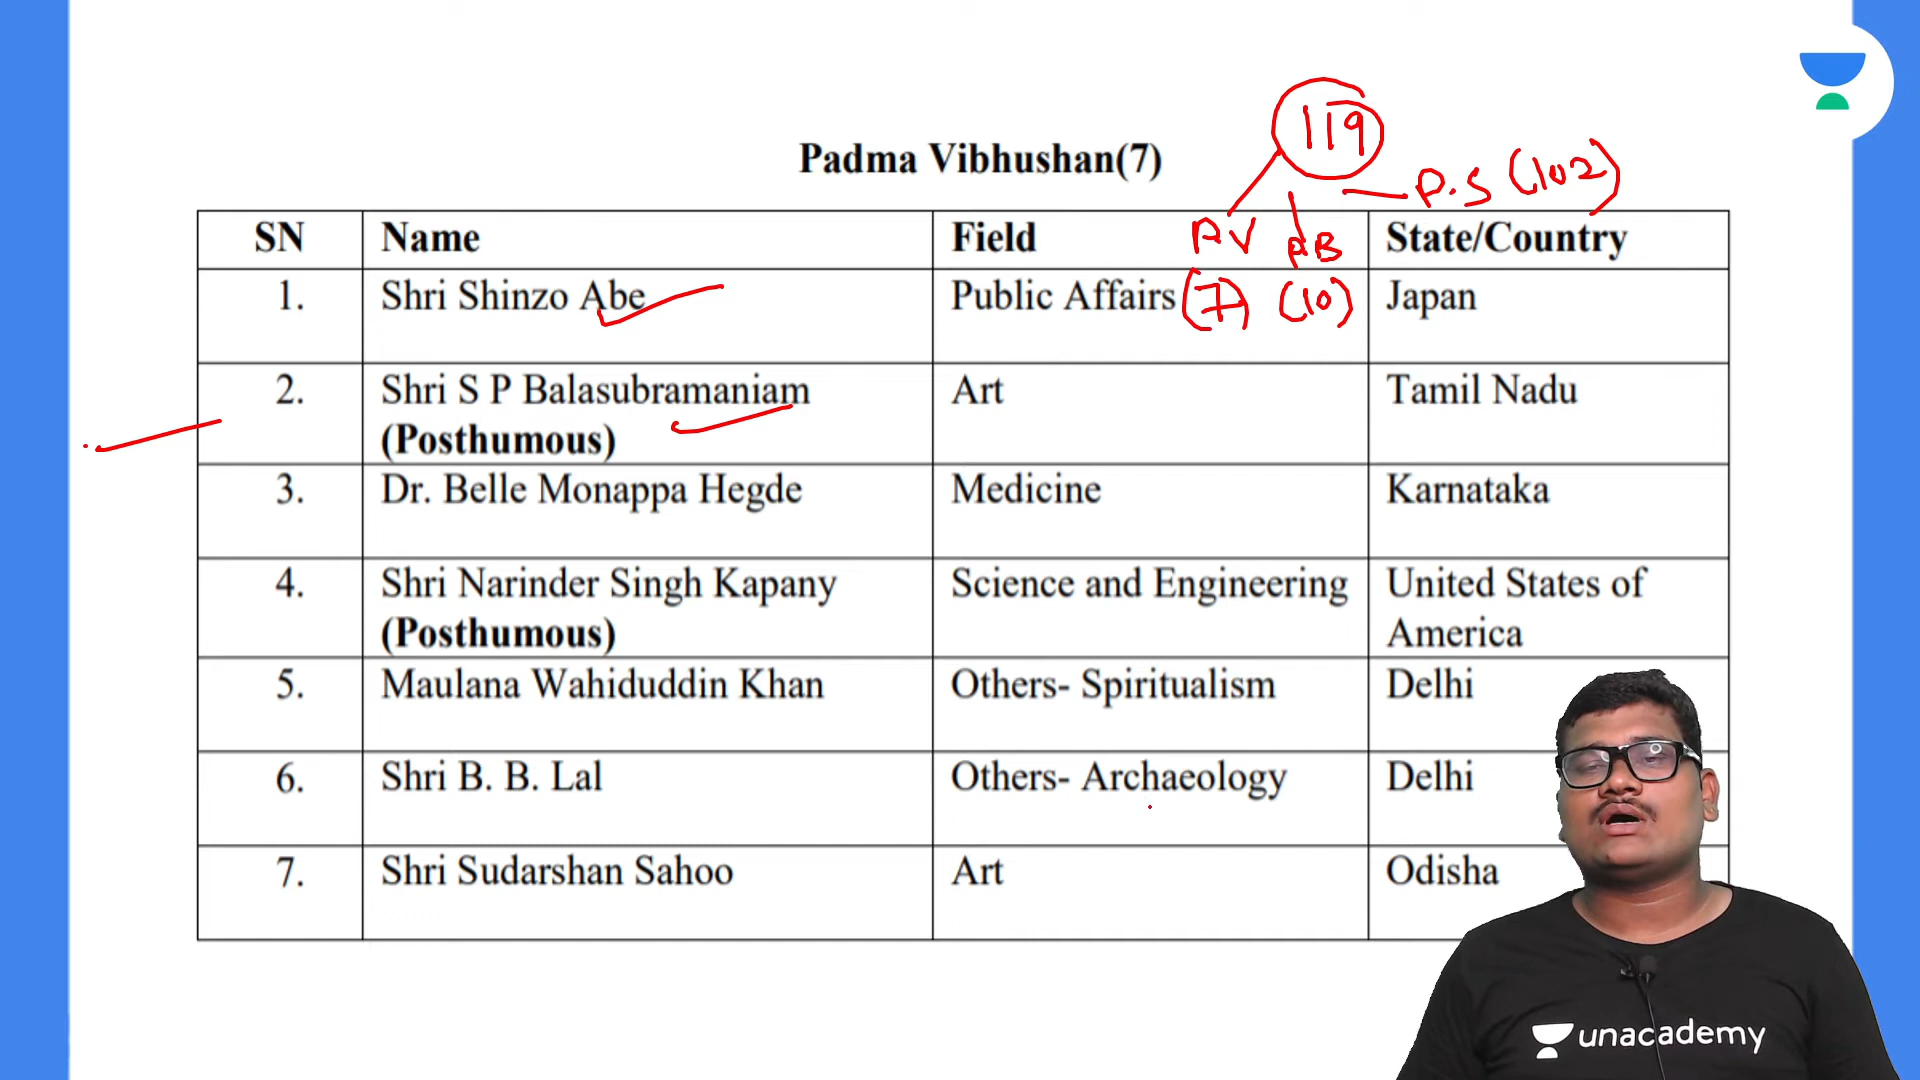 119
Padma Vibhushan(7)
P.S (102)
PV PB
(7) (10)
SN Name Field State/Country
1. Shri Shinzo Abe Public Affairs Japan
2. Shri S P Balasubramaniam Art Tamil Nadu
(Posthumous)
3. Dr. Belle Monappa Hegde Medicine Karnataka
4. Shri Narinder Singh Kapany Science and Engineering United States of
(Posthumous) America
5. Maulana Wahiduddin Khan Others- Spiritualism Delhi
6. Shri B. B. Lal Others- Archaeology Delhi
7. Shri Sudarshan Sahoo Art Odisha
unacademy